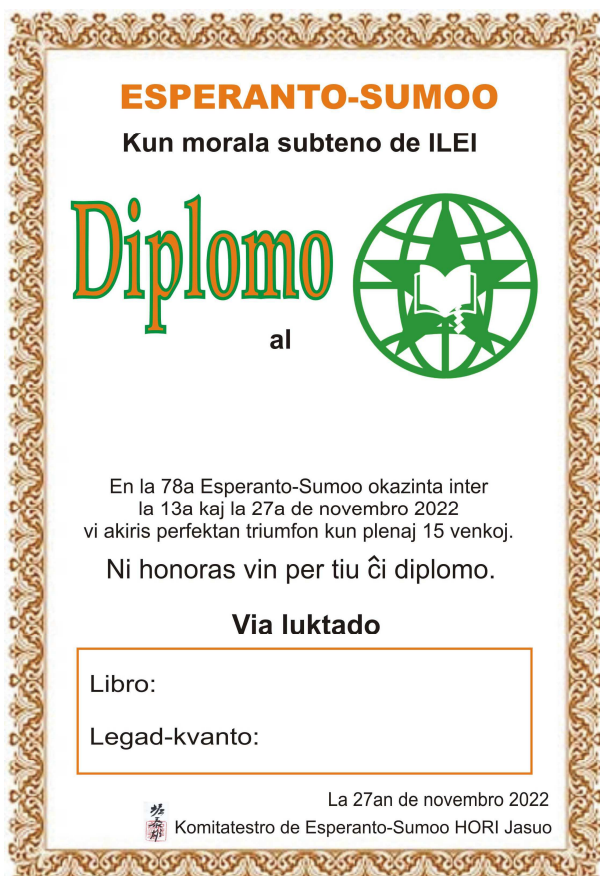 ESPERANTO-SUMOO
Kun morala subteno de ILEI
Diplomo
al
En la 78a Esperanto-Sumoo okazinta inter
la 13a kaj la 27a de novembro 2022
vi akiris perfektan triumfon kun plenaj 15 venkoj.
Ni honoras vin per tiu ĉi diplomo.
Via luktado
Libro:
Legad-kvanto:
La 27an de novembro 2022
Komitatestro de Esperanto-Sumoo HORI Jasuo